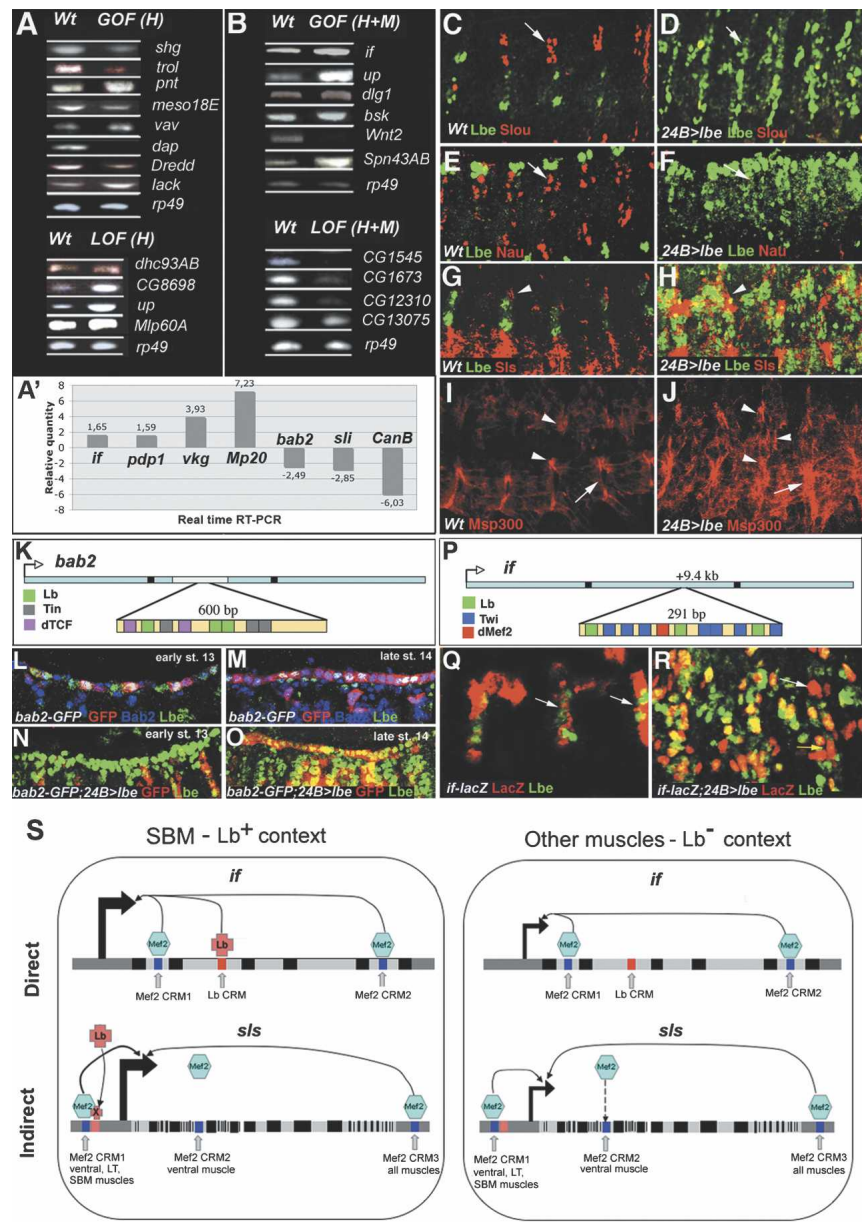 A
Wt GOF (H)
shg
trol
pnt
meso18E
vav
dap
Dredd
lack
rp49
Wt LOF (H)
dhc93AB
CG8698
up
Mlp60A
rp49
B
Wt GOF (H+M)
if
up
dlg1
bsk
Wnt2
Spn43AB
rp49
Wt LOF (H+M)
CG1545
CG1673
CG12310
CG13075
rp49
C
Wt Lbe Slou
D
24B>lbe Lbe Slou
E
Wt Lbe Nau
F
24B>lbe Lbe Nau
G
Wt Lbe Sls
H
24B>lbe Lbe Sls
I
Wt Msp300
J
24B>lbe Msp300
A'
Relative quantity
8
6
4
2
0
-2
-4
-6
-8
1,65
1,59
3,93
7,23
if pdp1 vkg Mp20
bab2 sli CanB
-2,49
-2,85
-6,03
Real time RT-PCR
K
bab2
Lb
Tin
dTCF
600 bp
P
if
+9.4 kb
Lb
Twi
dMef2
291 bp
L
early st. 13
bab2-GFP GFP Bab2 Lbe
M
late st. 14
bab2-GFP GFP Bab2 Lbe
N
early st. 13
bab2-GFP;24B>lbe GFP Lbe
O
late st. 14
bab2-GFP;24B>lbe GFP Lbe
Q
if-lacZ LacZ Lbe
R
if-lacZ;24B>lbe LacZ Lbe
S
SBM - Lb+ context
Other muscles - Lb- context
Direct
if
Mef2
Lb
Mef2
Mef2 CRM1
Lb CRM
Mef2 CRM2
if
Mef2
Mef2
Mef2 CRM1
Lb CRM
Mef2 CRM2
Indirect
sls
Lb
Mef2
X
Mef2
Mef2
Mef2 CRM1
ventral, LT,
SBM muscles
Mef2 CRM2
ventral muscle
Mef2 CRM3
all muscles
sls
Mef2
Mef2
Mef2
Mef2 CRM1
ventral, LT,
SBM muscles
Mef2 CRM2
ventral muscle
Mef2 CRM3
all muscles